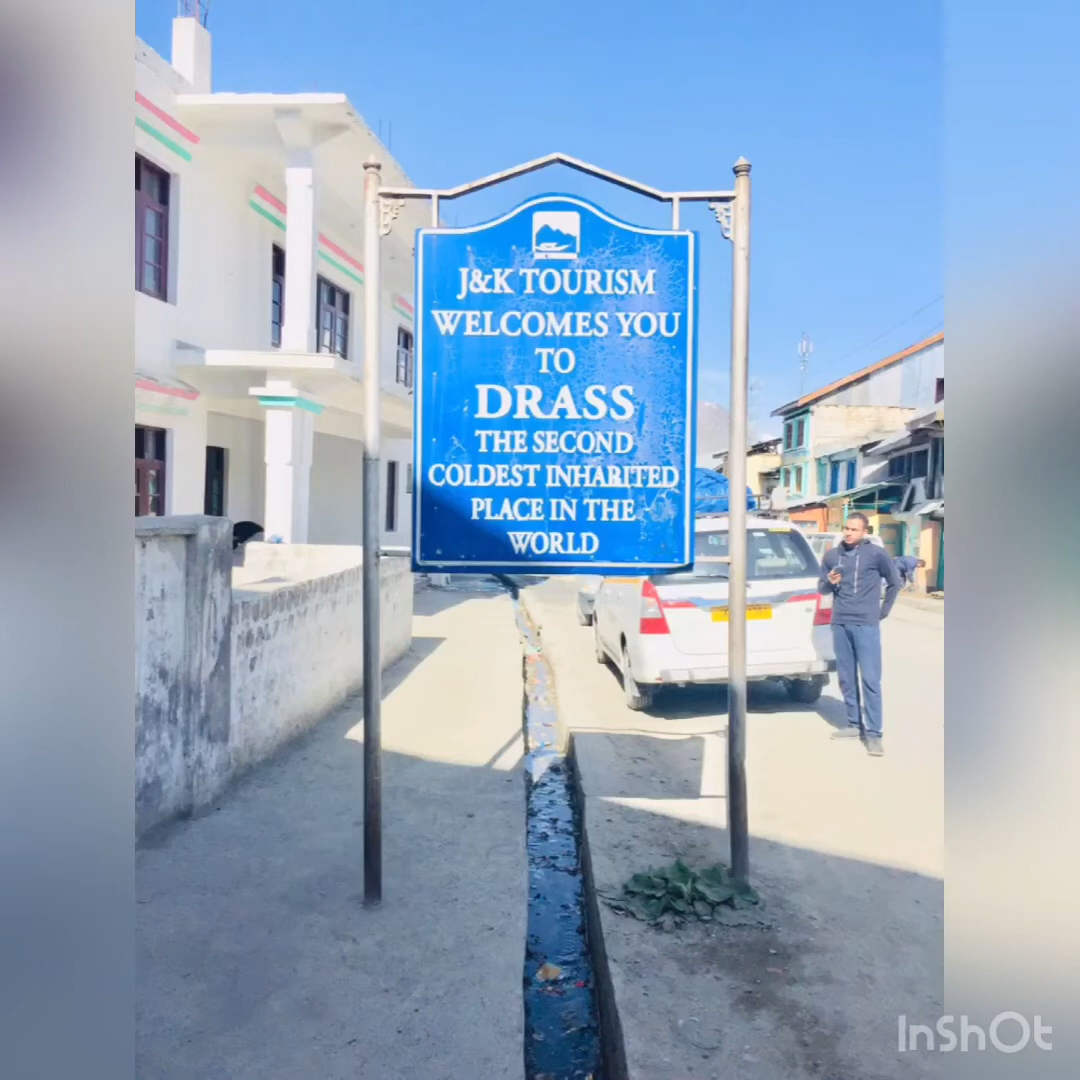 J&K TOURISM
WELCOMES YOU
TO
DRASS
THE SECOND
COLDEST INHABITED
PLACE IN THE
WORLD
InShOt